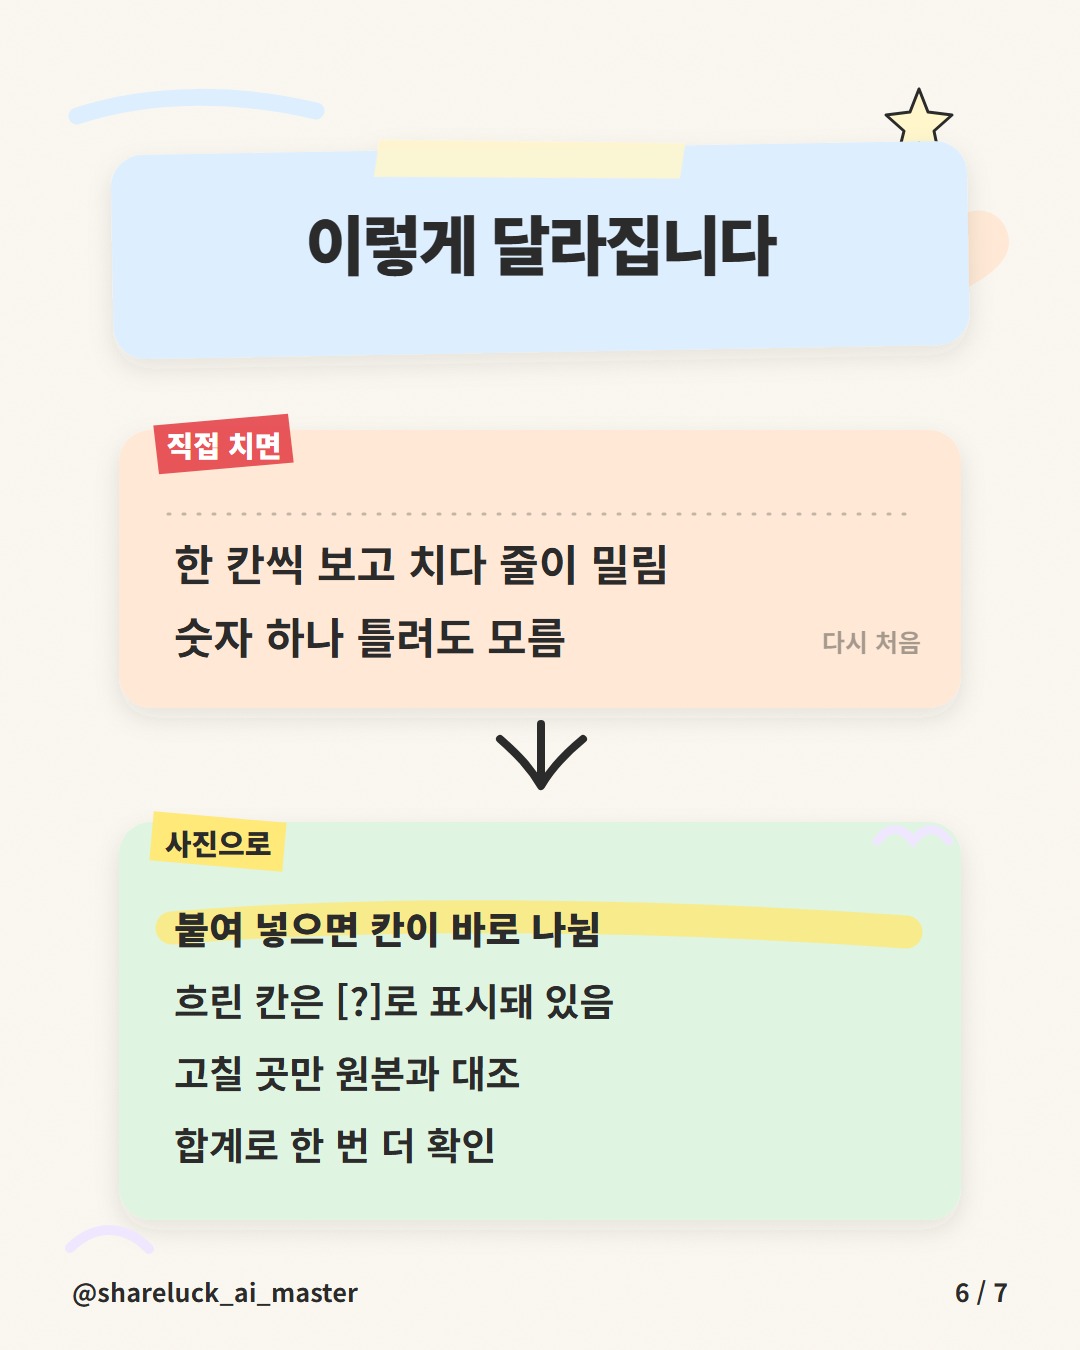 이렇게 달라집니다
직접 치면
한 칸씩 보고 치다 줄이 밀림
숫자 하나 틀려도 모름
다시 처음
사진으로
붙여 넣으면 칸이 바로 나뉨
흐린 칸은 [?]로 표시돼 있음
고칠 곳만 원본과 대조
합계로 한 번 더 확인
@shareluck_ai_master
6 / 7